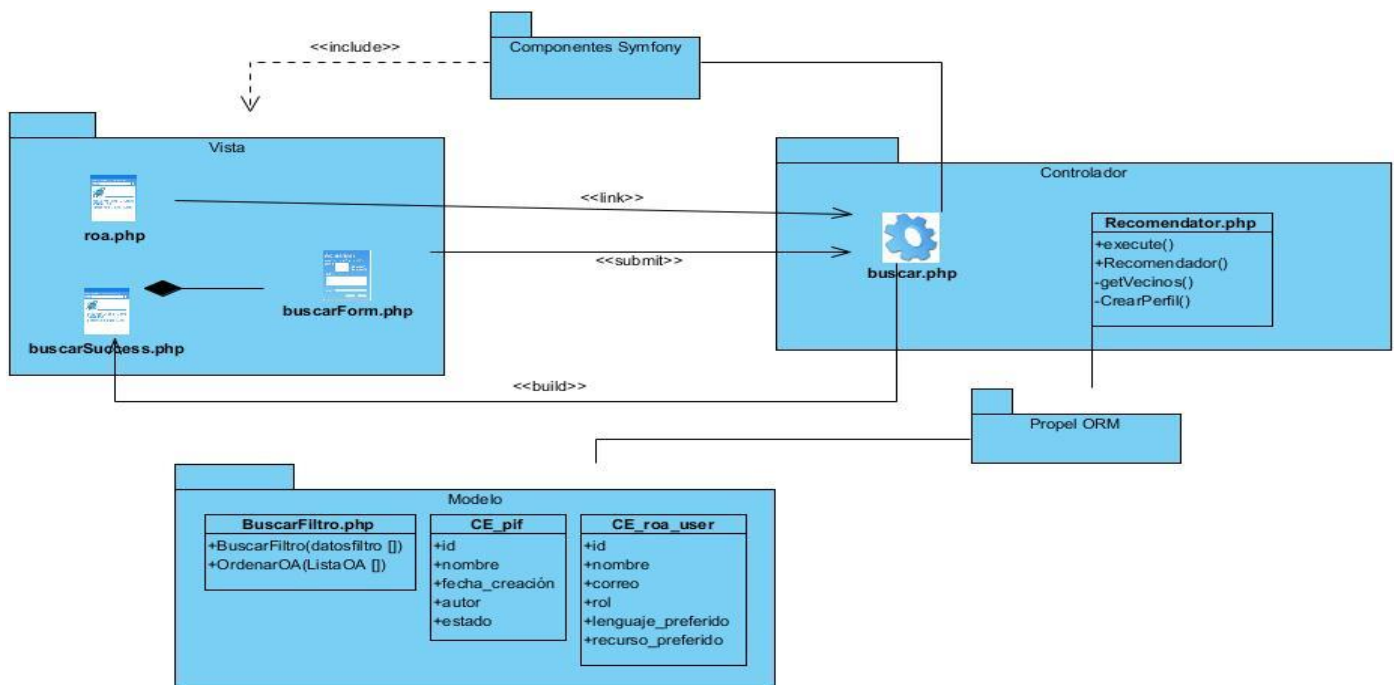 Componentes Symfony
<<include>>
Vista
roa.php
buscarForm.php
buscarSuccess.php
<<link>>
<<submit>>
<<build>>
Controlador
buscar.php
Recomendator.php
+execute()
+Recomendador()
-getVecinos()
-CrearPerfil()
Propel ORM
Modelo
BuscarFiltro.php
+BuscarFiltro(datosfiltro [])
+OrdenarOA(ListaOA [])
CE_pif
+id
+nombre
+fecha_creación
+autor
+estado
CE_roa_user
+id
+nombre
+correo
+rol
+lenguaje_preferido
+recurso_preferido